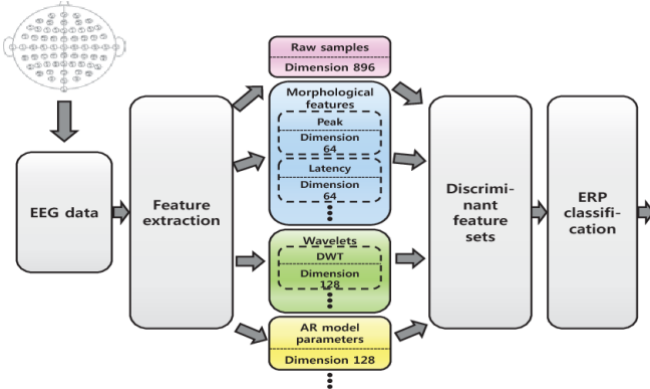 EEG data
Feature
extraction
Raw samples
Dimension 896
Morphological
features
Peak
Dimension
64
Latency
Dimension
64
Wavelets
DWT
Dimension
128
AR model
parameters
Dimension 128
Discrimi-
nant
feature
sets
ERP
classifi-
cation